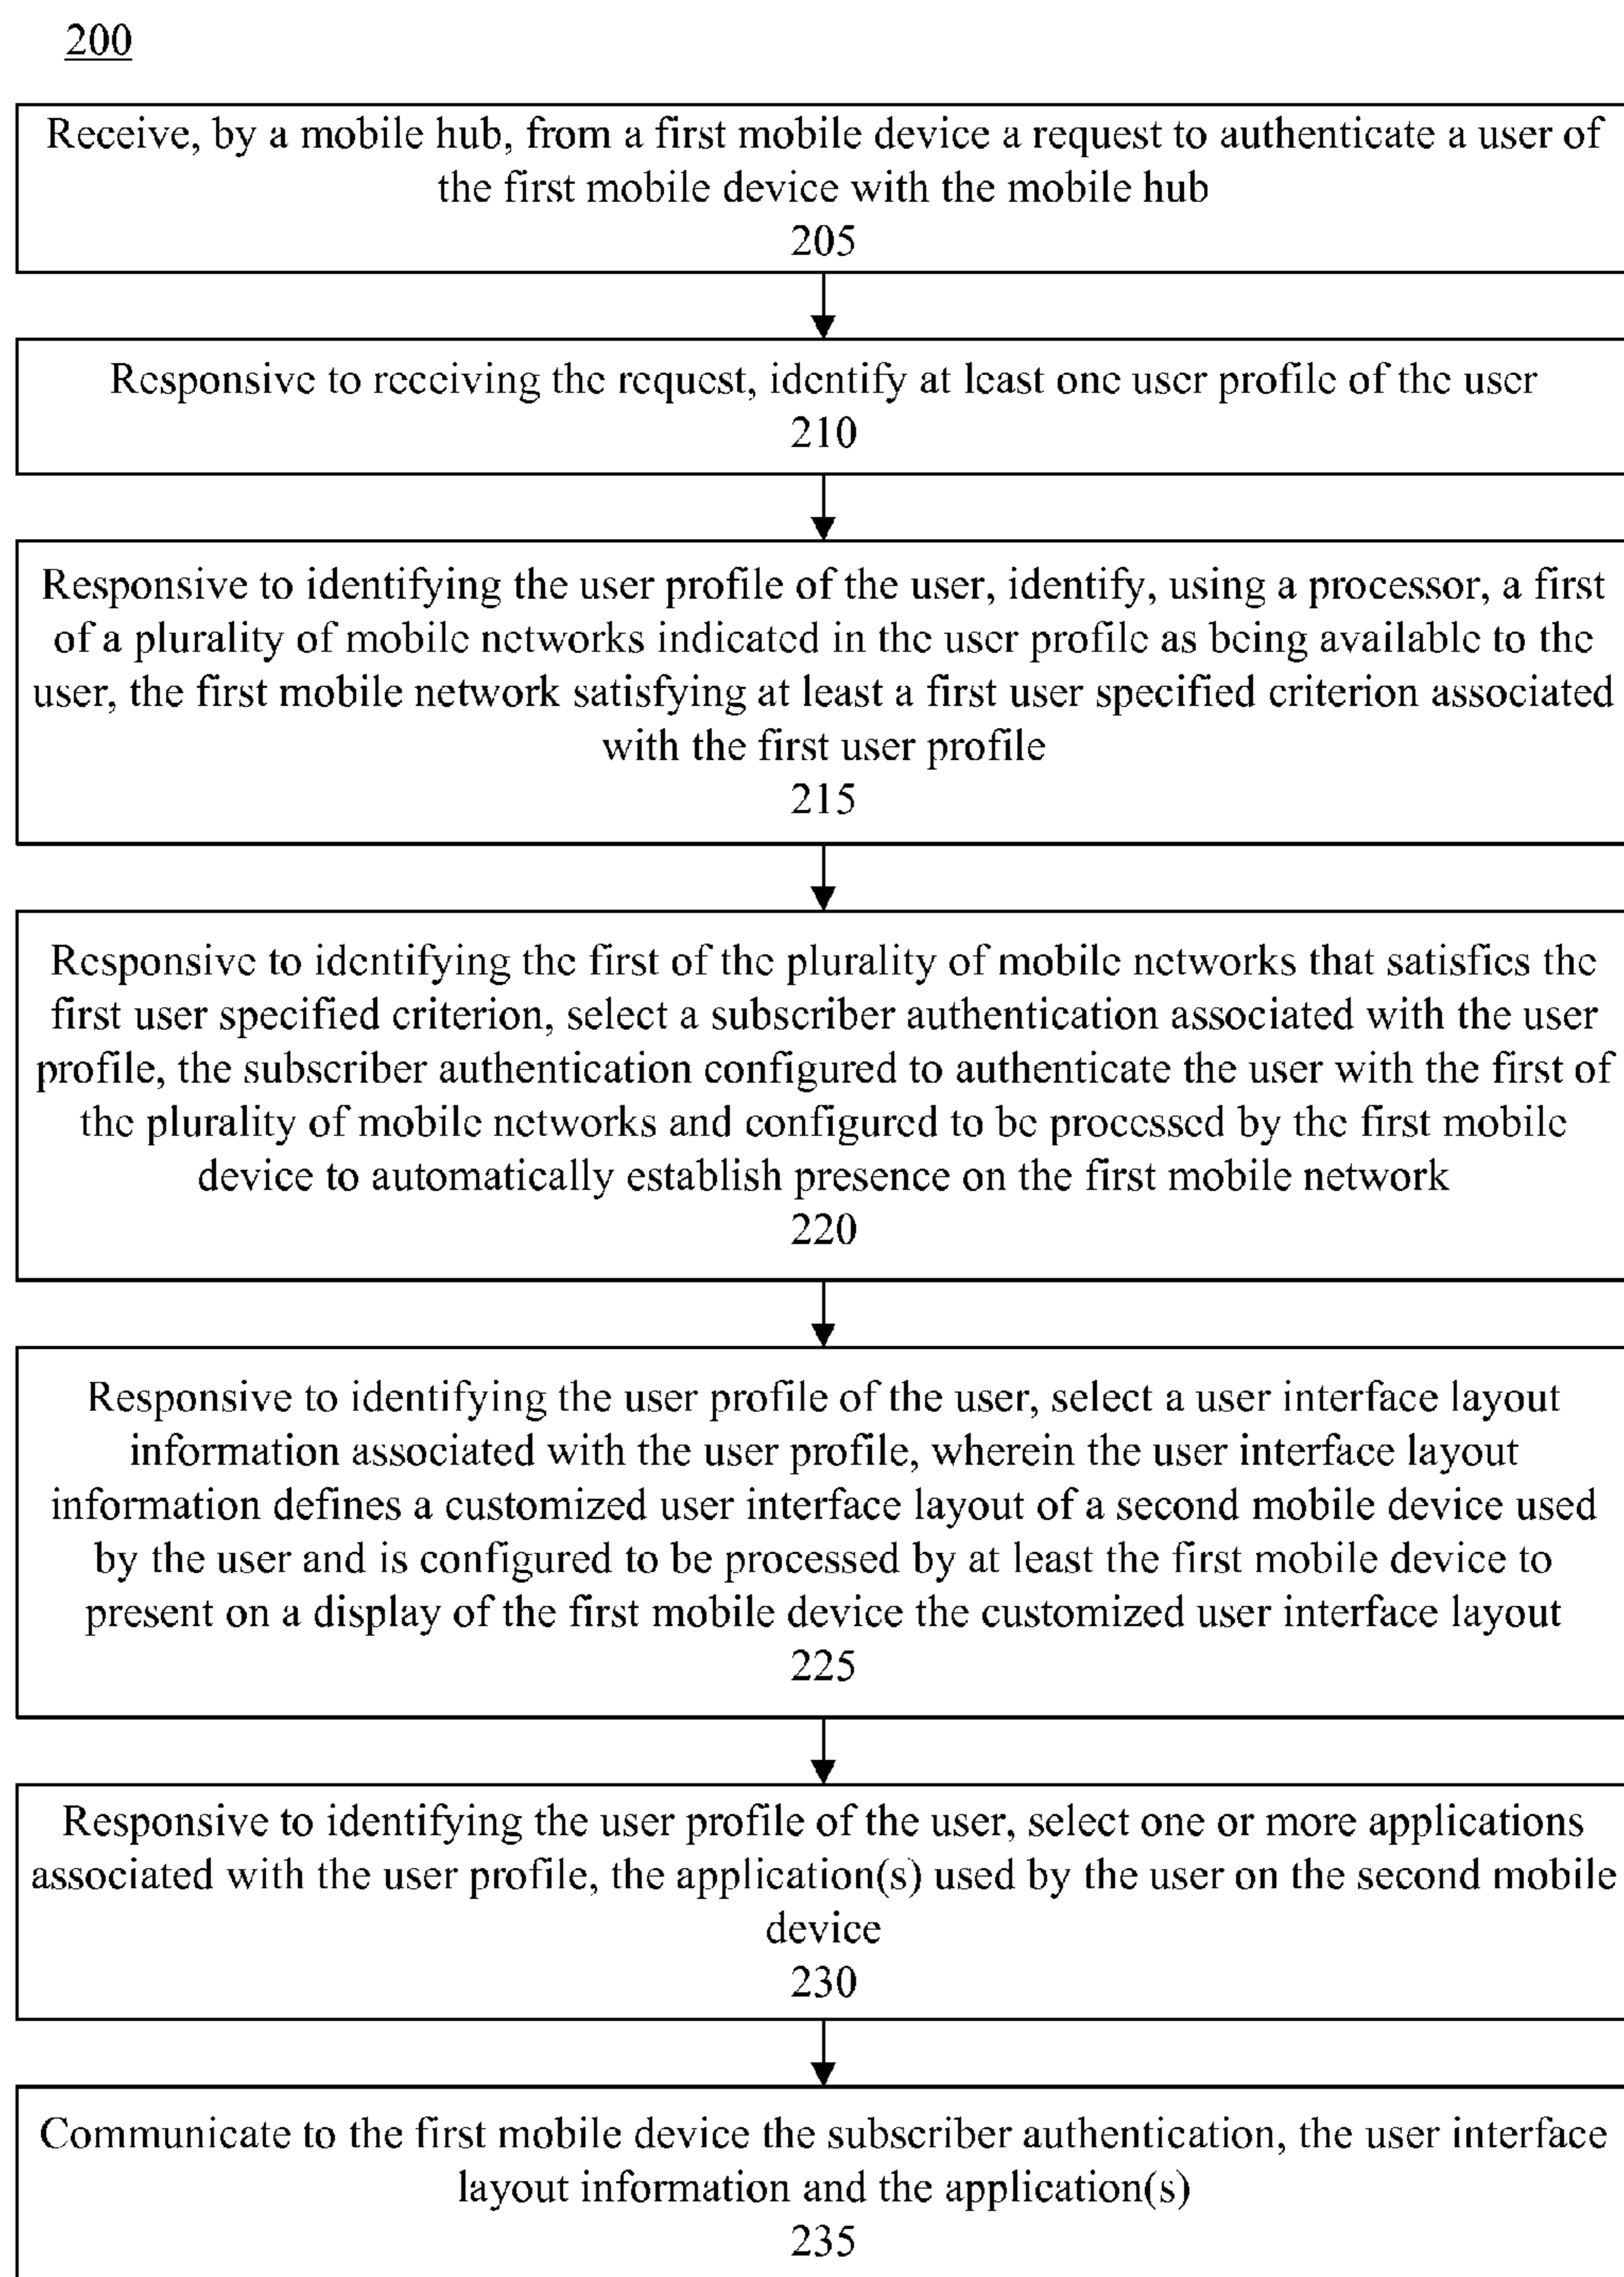 200
Receive, by a mobile hub, from a first mobile device a request to authenticate a user of
the first mobile device with the mobile hub
205
Responsive to receiving the request, identify at least one user profile of the user
210
Responsive to identifying the user profile of the user, identify, using a processor, a first
of a plurality of mobile networks indicated in the user profile as being available to the
user, the first mobile network satisfying at least a first user specified criterion associated
with the first user profile
215
Responsive to identifying the first of the plurality of mobile networks that satisfies the
first user specified criterion, select a subscriber authentication associated with the user
profile, the subscriber authentication configured to authenticate the user with the first of
the plurality of mobile networks and configured to be processed by the first mobile
device to automatically establish presence on the first mobile network
220
Responsive to identifying the user profile of the user, select a user interface layout
information associated with the user profile, wherein the user interface layout
information defines a customized user interface layout of a second mobile device used
by the user and is configured to be processed by at least the first mobile device to
present on a display of the first mobile device the customized user interface layout
225
Responsive to identifying the user profile of the user, select one or more applications
associated with the user profile, the application(s) used by the user on the second mobile
device
230
Communicate to the first mobile device the subscriber authentication, the user interface
layout information and the application(s)
235